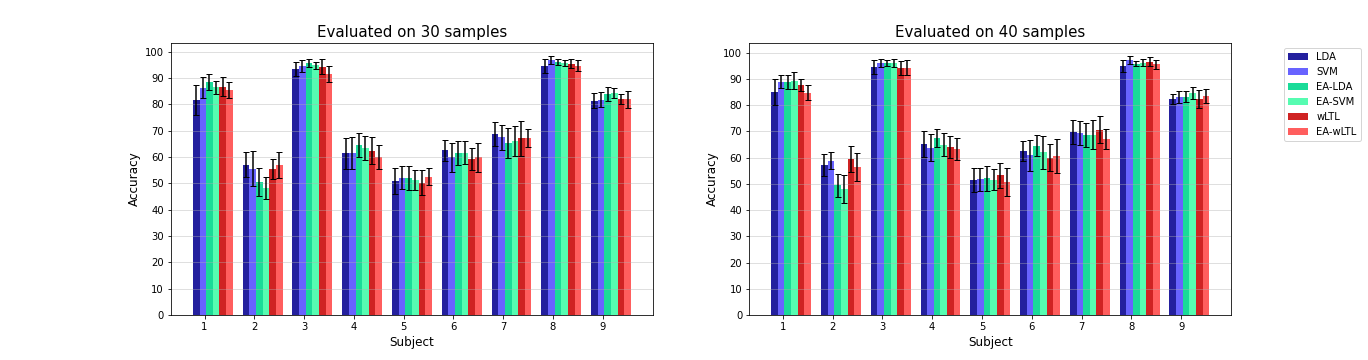 Evaluated on 30 samples
Accuracy
100
90
80
70
60
50
40
30
20
10
0
1 2 3 4 5 6 7 8 9
Subject
Evaluated on 40 samples
Accuracy
100
90
80
70
60
50
40
30
20
10
0
1 2 3 4 5 6 7 8 9
Subject
LDA
SVM
EA-LDA
EA-SVM
wLTL
EA-wLTL